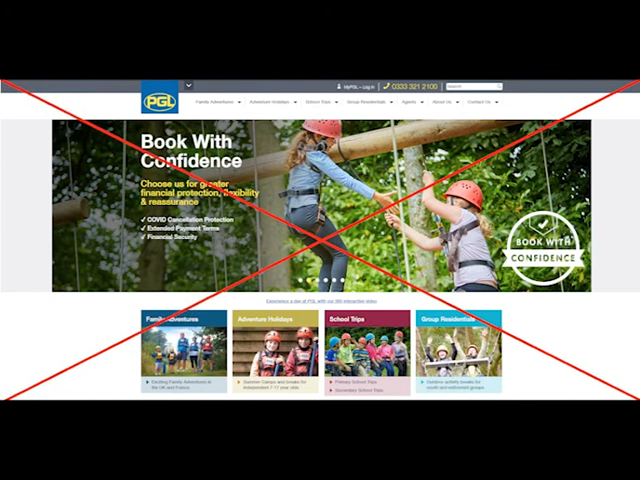 MyPGL – Log In
0333 321 2100
Search
PGL
Family Adventures
Adventure Holidays
School Trips
Group Residentials
Agents
About Us
Contact Us
Book With
Confidence
Choose us for greater
financial protection, flexibility
& reassurance
✓ COVID Cancellation Protection
✓ Extended Payment Terms
✓ Financial Security
BOOK WITH
CONFIDENCE
Experience a day at PGL with our 360 interactive video
Family Adventures
Exciting Family Adventures in
the UK and France
Adventure Holidays
Summer Camps and breaks for
independent 7-17 year olds
School Trips
Primary School Trips
Secondary School Trips
Group Residentials
Outdoor activity breaks for
youth and uniformed groups